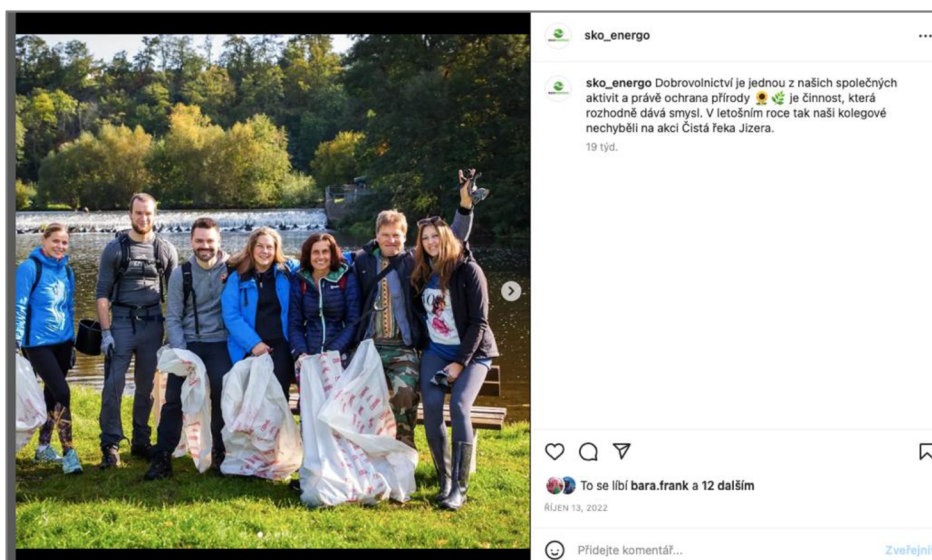 sko_energo
sko_energo Dobrovolnictví je jednou z našich společných
aktivit a právě ochrana přírody 🌻🌿 je činnost, která
rozhodně dává smysl. V letošním roce tak naši kolegové
nechyběli na akci Čistá řeka Jizera.
19 týd.
To se líbí bara.frank a 12 dalším
ŘÍJEN 13, 2022
Přidejte komentář...
Zveřejnit